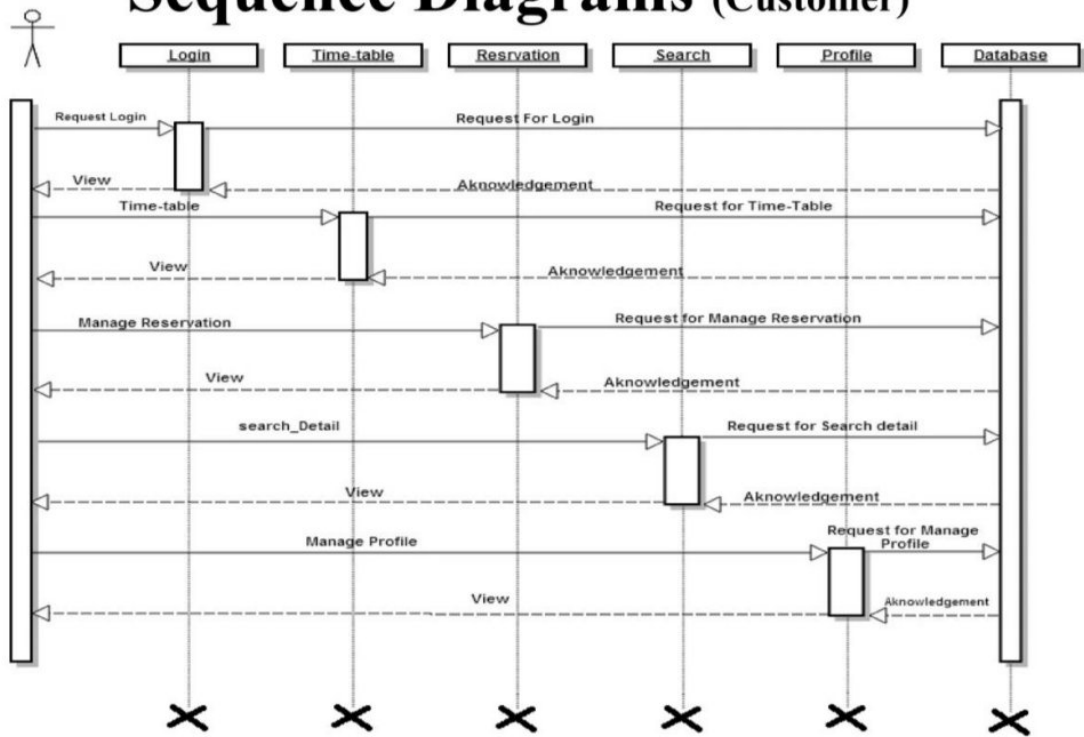 Sequence Diagrams (Customer)
Login
Time-table
Resrvation
Search
Profile
Database
Request Login
Request For Login
View
Aknowledgement
Time-table
Request for Time-Table
View
Aknowledgement
Manage Reservation
Request for Manage Reservation
View
Aknowledgement
search_Detail
Request for Search detail
View
Aknowledgement
Manage Profile
Request for Manage
Profile
View
Aknowledgement